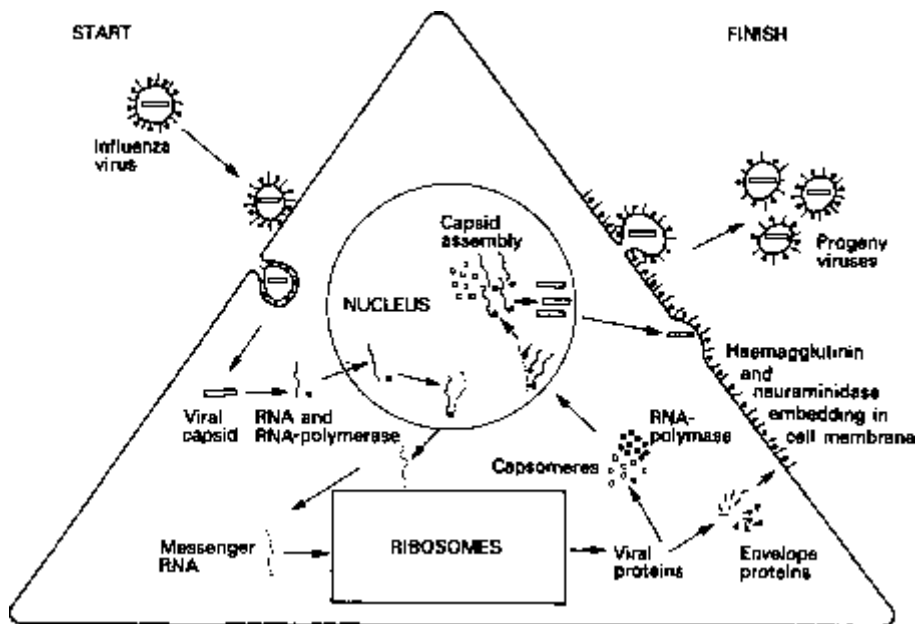 START
FINISH
Influenza
virus
Capsid
assembly
Progeny
viruses
NUCLEUS
Haemagglutinin
and
neuraminidase
embedding in
cell membrane
Viral
capsid
RNA and
RNA-polymerase
RNA-
polymase
Capsomeres
Messenger
RNA
RIBOSOMES
Viral
proteins
Envelope
proteins